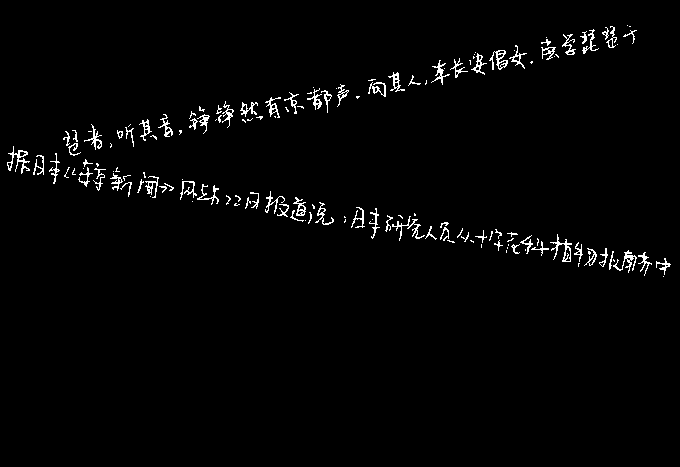 琶者,听其音,铮铮然有京都声.问其人,本长安倡女.尝学琵琶于
据日本《读卖新闻》网站22日报道说,日本研究人员从十字花科植物拟南芥中